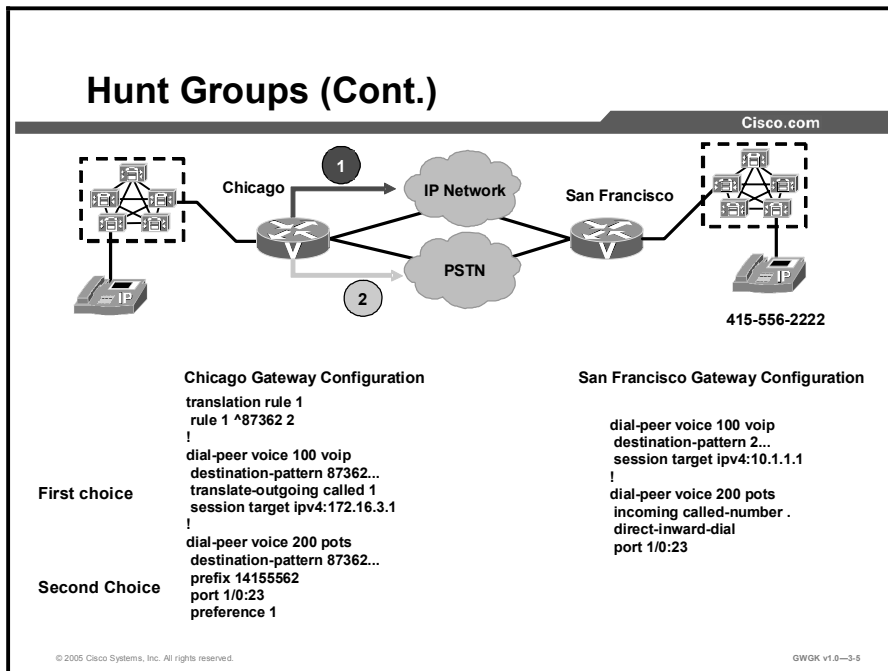 Hunt Groups (Cont.)
Cisco.com
1
Chicago
IP Network
San Francisco
V
V
PSTN
2
IP
IP
415-556-2222
Chicago Gateway Configuration
translation rule 1
rule 1 ^87362 2
!
dial-peer voice 100 voip
destination-pattern 87362...
First choice
translate-outgoing called 1
session target ipv4:172.16.3.1
!
dial-peer voice 200 pots
destination-pattern 87362...
Second Choice
prefix 14155562
port 1/0:23
preference 1
San Francisco Gateway Configuration
dial-peer voice 100 voip
destination-pattern 2...
session target ipv4:10.1.1.1
!
dial-peer voice 200 pots
incoming called-number .
direct-inward-dial
port 1/0:23
© 2005 Cisco Systems, Inc. All rights reserved.
GWGK v1.0—3-5